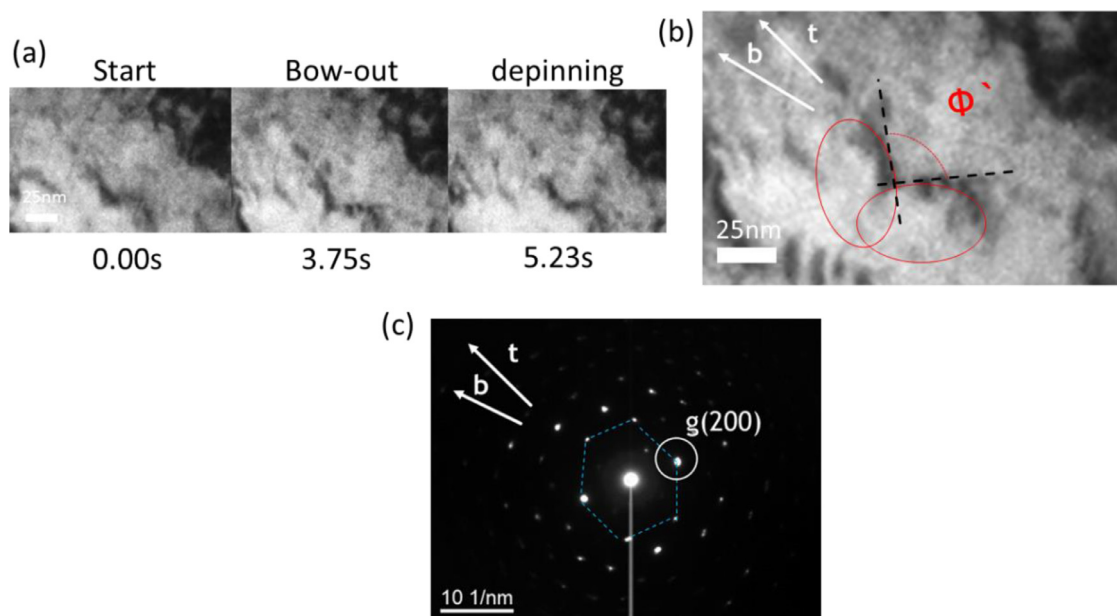 (a)
Start Bow-out depinning
25nm
0.00s 3.75s 5.23s
(b)
t
b
Φ`
25nm
(c)
t
b
g(200)
10 1/nm